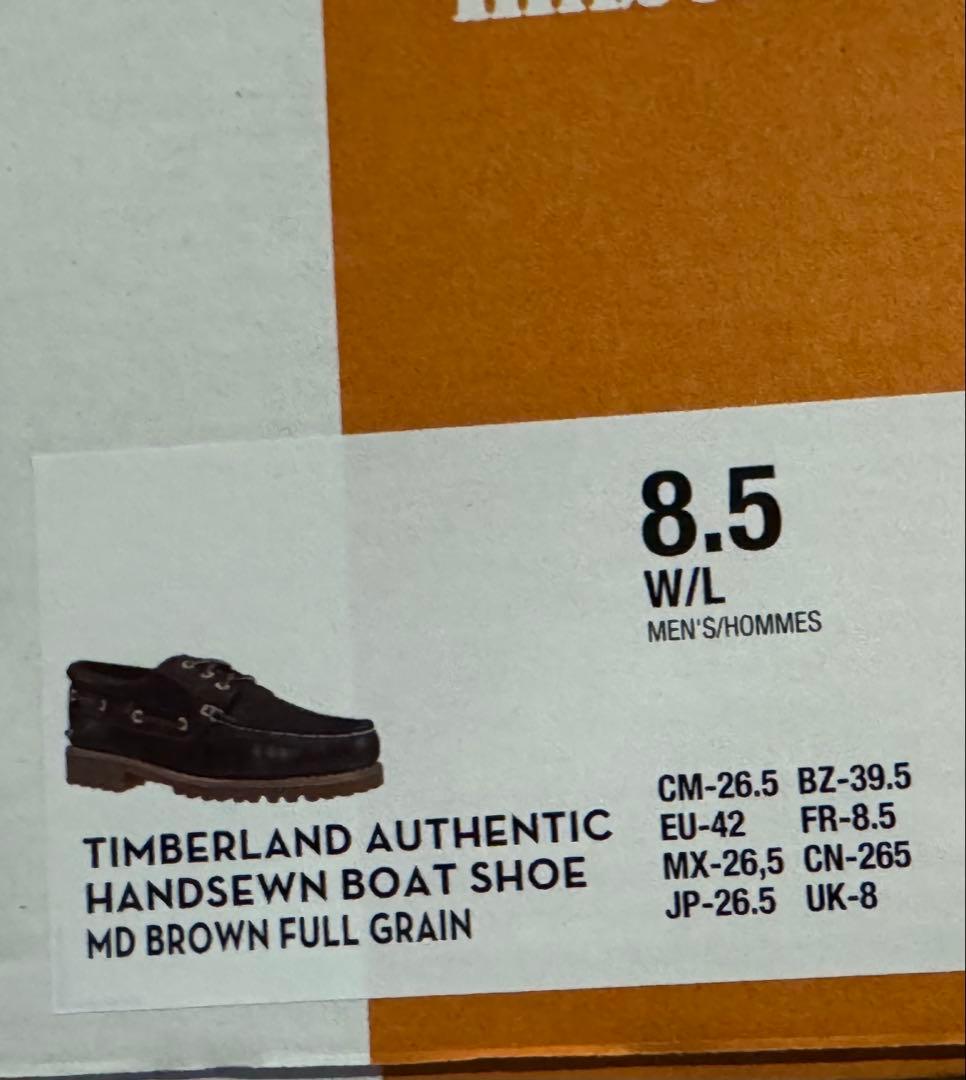 8.5
W/L
MEN'S/HOMMES
CM-26.5 BZ-39.5
EU-42 FR-8.5
MX-26,5 CN-265
JP-26.5 UK-8
TIMBERLAND AUTHENTIC
HANDSEWN BOAT SHOE
MD BROWN FULL GRAIN